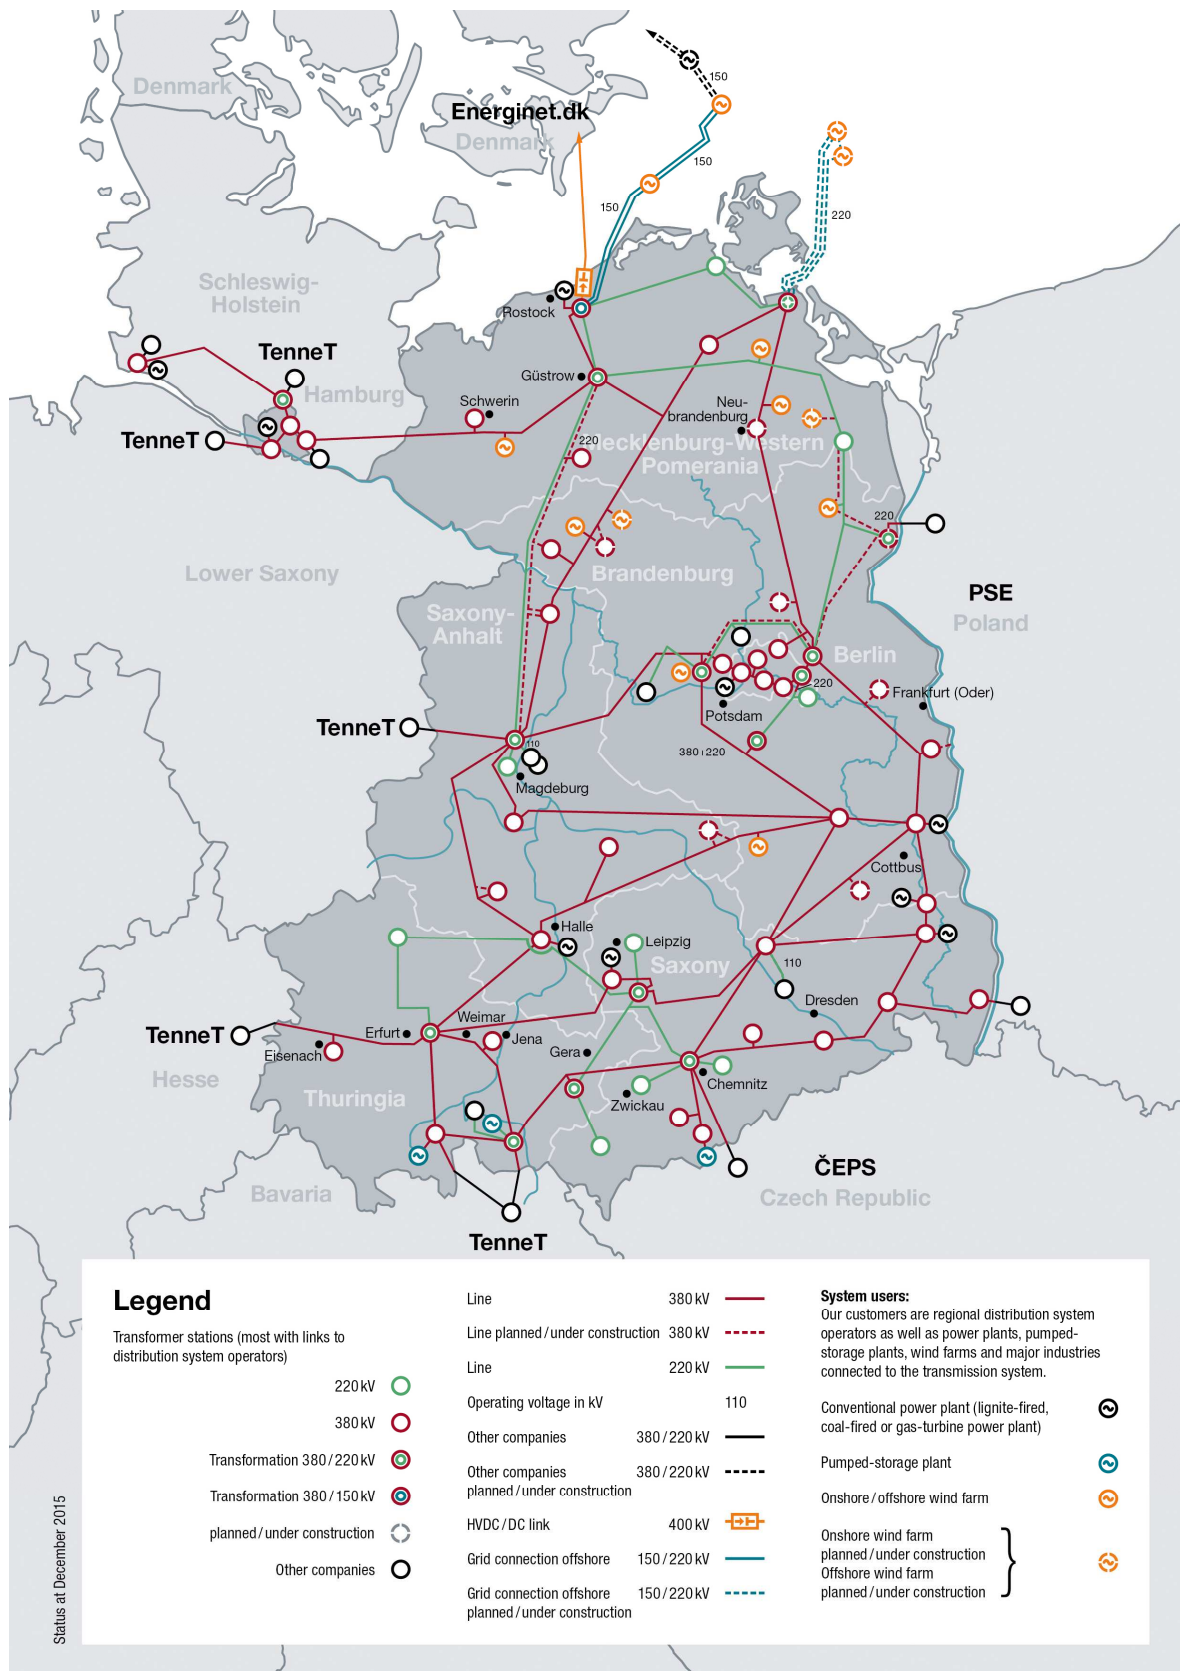 Denmark
150
Energinet.dk
Denmark
150
150
220
Schleswig-
Holstein
Rostock
TenneT
Hamburg
Güstrow
Schwerin
Neu-
brandenburg
TenneT
220
Mecklenburg-Western
Pomerania
220
Lower Saxony
Brandenburg
PSE
Poland
Saxony-
Anhalt
Berlin
220
Frankfurt (Oder)
Potsdam
TenneT
110
380 220
Magdeburg
Cottbus
Halle
Leipzig
Saxony
110
Dresden
TenneT
Erfurt
Weimar
Jena
Eisenach
Gera
Hesse
Thuringia
Chemnitz
Zwickau
ČEPS
Czech Republic
Bavaria
TenneT
Legend
Transformer stations (most with links to
distribution system operators)
220 kV
380 kV
Transformation 380 / 220 kV
Transformation 380 / 150 kV
planned / under construction
Other companies
Line 380 kV
Line planned / under construction 380 kV
Line 220 kV
Operating voltage in kV 110
Other companies 380 / 220 kV
Other companies 380 / 220 kV
planned / under construction
HVDC / DC link 400 kV
Grid connection offshore 150 / 220 kV
Grid connection offshore 150 / 220 kV
planned / under construction
System users:
Our customers are regional distribution system
operators as well as power plants, pumped-
storage plants, wind farms and major industries
connected to the transmission system.
Conventional power plant (lignite-fired,
coal-fired or gas-turbine power plant)
Pumped-storage plant
Onshore / offshore wind farm
Onshore wind farm
planned / under construction
Offshore wind farm
planned / under construction
Status at December 2015